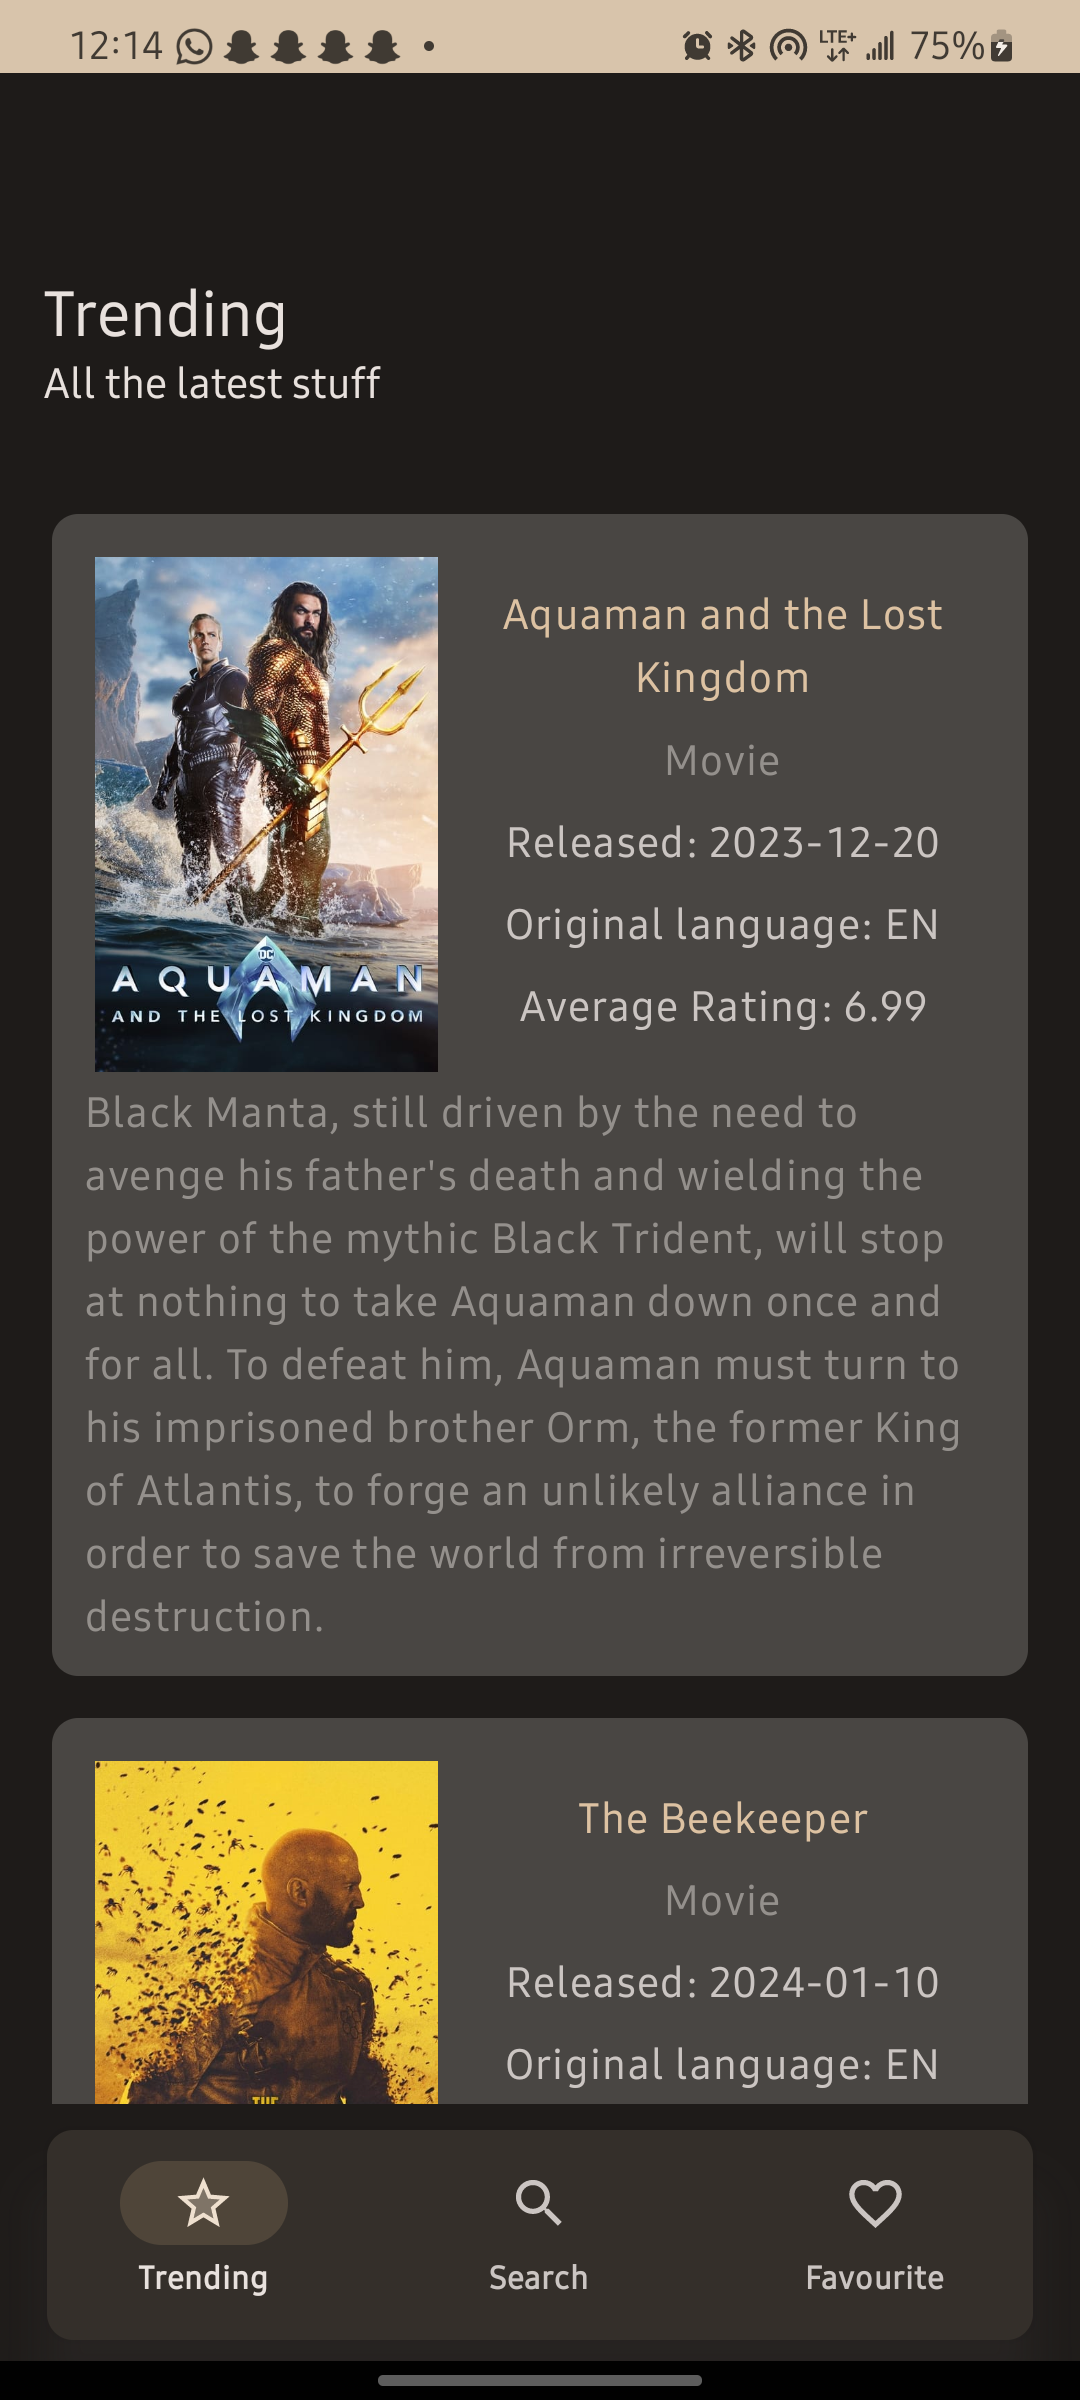 12:14
LTE+
75%
Trending
All the latest stuff
DC
AQUAMAN
AND THE LOST KINGDOM
Aquaman and the Lost
Kingdom
Movie
Released: 2023-12-20
Original language: EN
Average Rating: 6.99
Black Manta, still driven by the need to
avenge his father's death and wielding the
power of the mythic Black Trident, will stop
at nothing to take Aquaman down once and
for all. To defeat him, Aquaman must turn to
his imprisoned brother Orm, the former King
of Atlantis, to forge an unlikely alliance in
order to save the world from irreversible
destruction.
THE
The Beekeeper
Movie
Released: 2024-01-10
Original language: EN
Trending
Search
Favourite